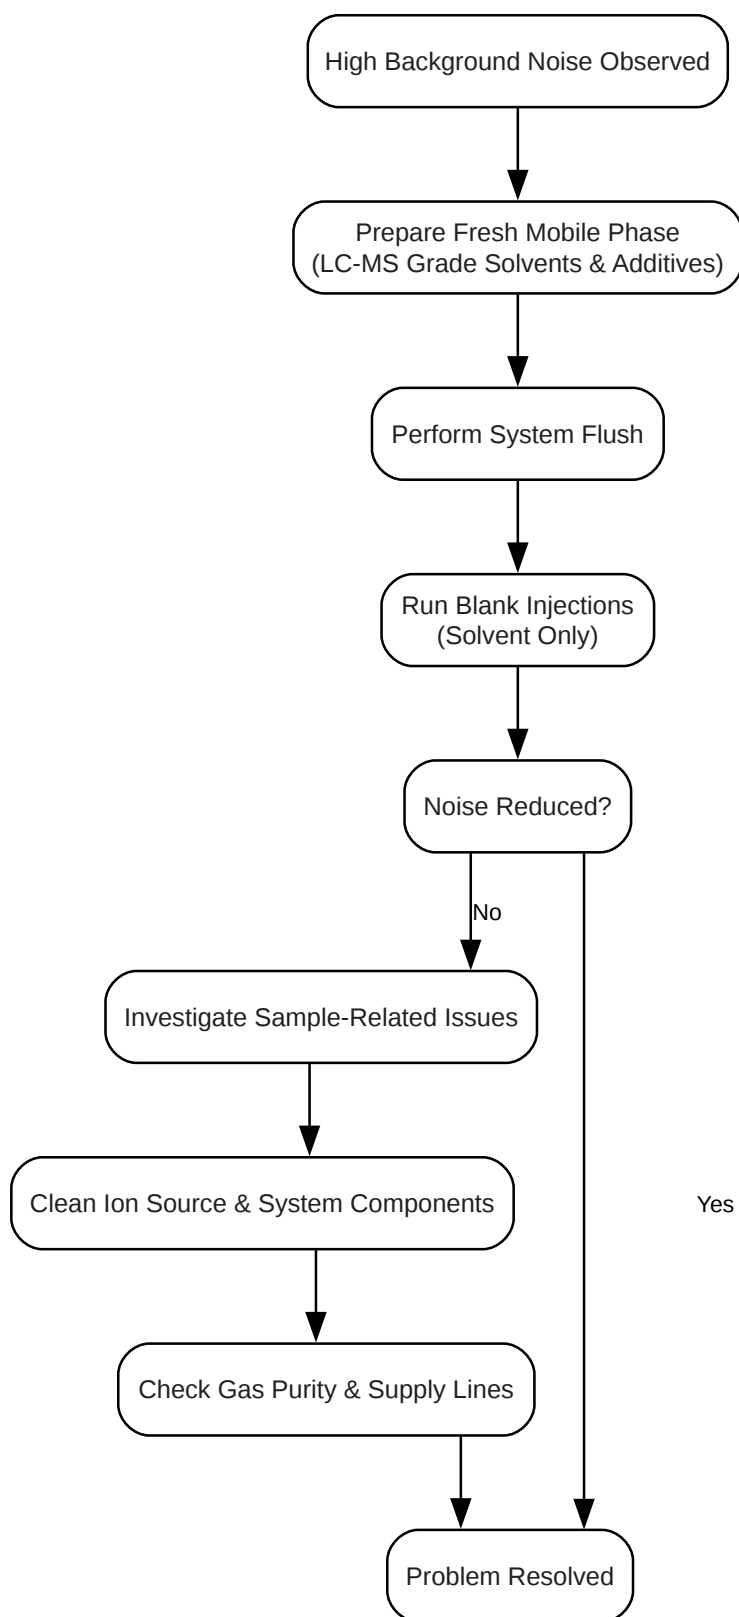 High Background Noise Observed
Prepare Fresh Mobile Phase
(LC-MS Grade Solvents & Additives)
Perform System Flush
Run Blank Injections
(Solvent Only)
Noise Reduced?
No
Investigate Sample-Related Issues
Clean Ion Source & System Components
Yes
Check Gas Purity & Supply Lines
Problem Resolved